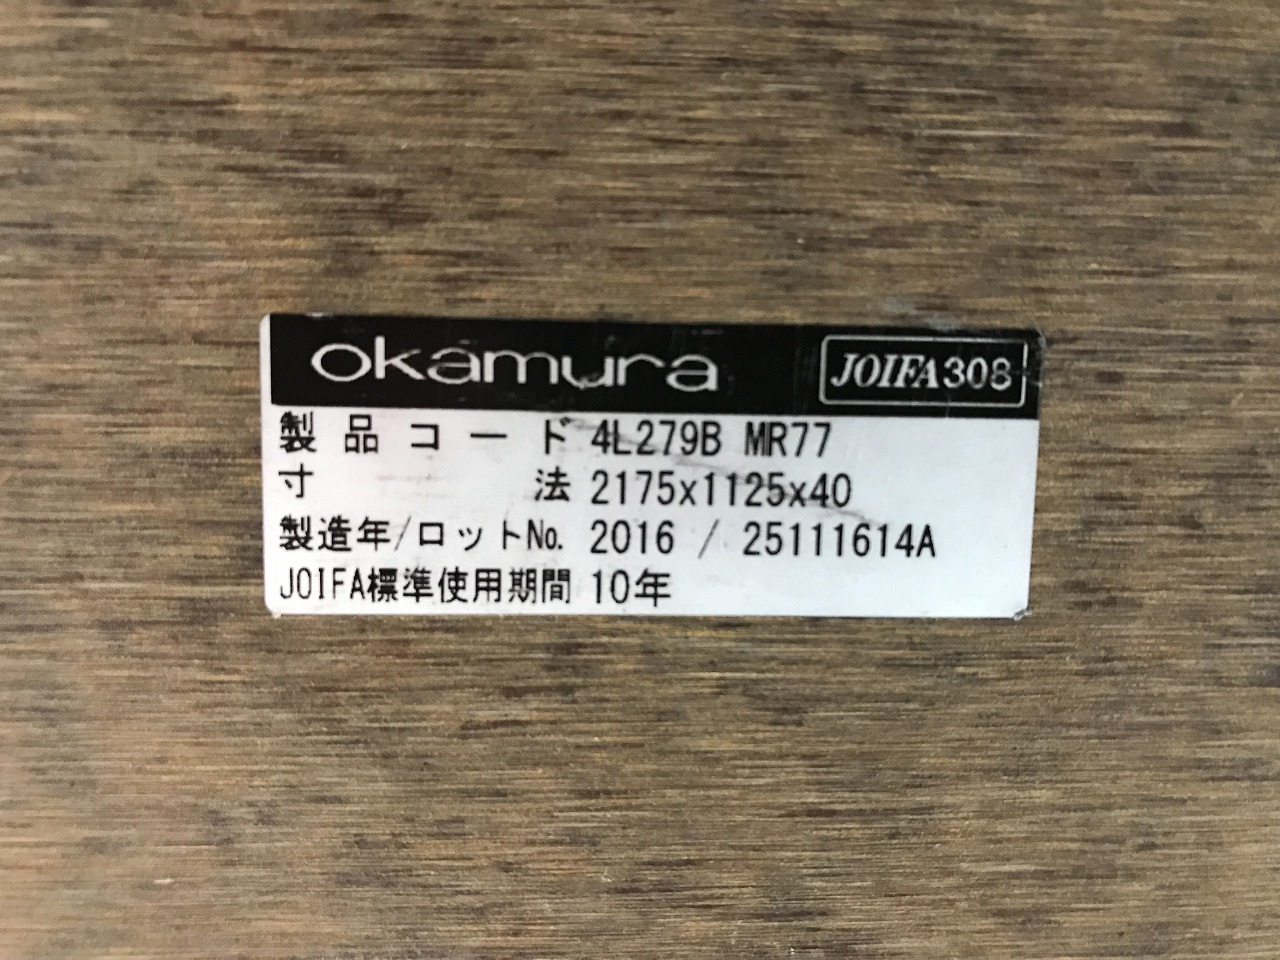 okamura JOIFA308
製品コード 4L279B MR77
寸法 2175x1125x40
製造年/ロットNo. 2016 / 25111614A
JOIFA標準使用期間 10年